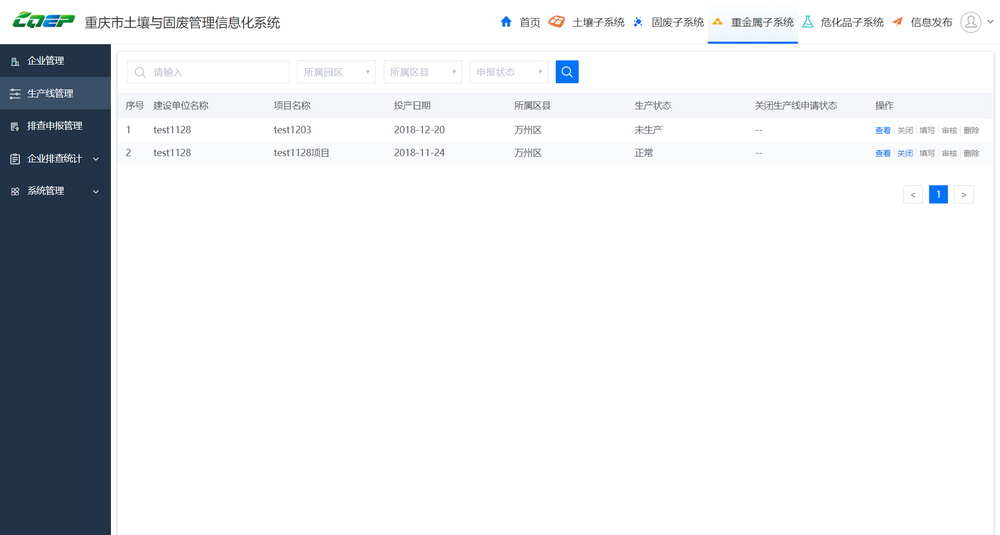 CQEP 重庆市土壤与固废管理信息化系统 首页 土壤子系统 固废子系统 重金属子系统 危化品子系统 信息发布
企业管理
生产线管理
排查申报管理
企业排查统计
系统管理
请输入 所属园区 所属区县 申报状态
序号 建设单位名称 项目名称 投产日期 所属区县 生产状态 关闭生产线申请状态 操作
1 test1128 test1203 2018-12-20 万州区 未生产 -- 查看 关闭 填写 审核 删除
2 test1128 test1128项目 2018-11-24 万州区 正常 -- 查看 关闭 填写 审核 删除
< 1 >